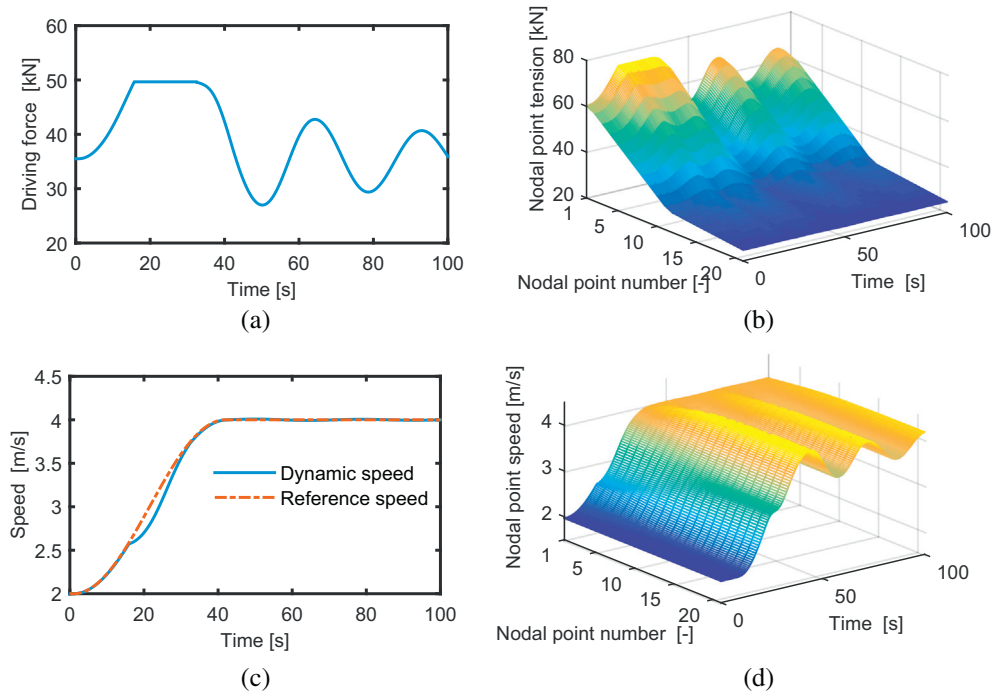 Driving force [kN]
60
50
40
30
20
0 20 40 60 80 100
Time [s]
(a)
Nodal point tension [kN]
80
60
40
20
1
5
10
15
20
0
50
100
Nodal point number [-]
Time [s]
(b)
Speed [m/s]
4.5
4
3.5
3
2.5
2
Dynamic speed
Reference speed
0 20 40 60 80 100
Time [s]
(c)
Nodal point speed [m/s]
4
3
2
1
5
10
15
20
0
50
100
Nodal point number [-]
Time [s]
(d)